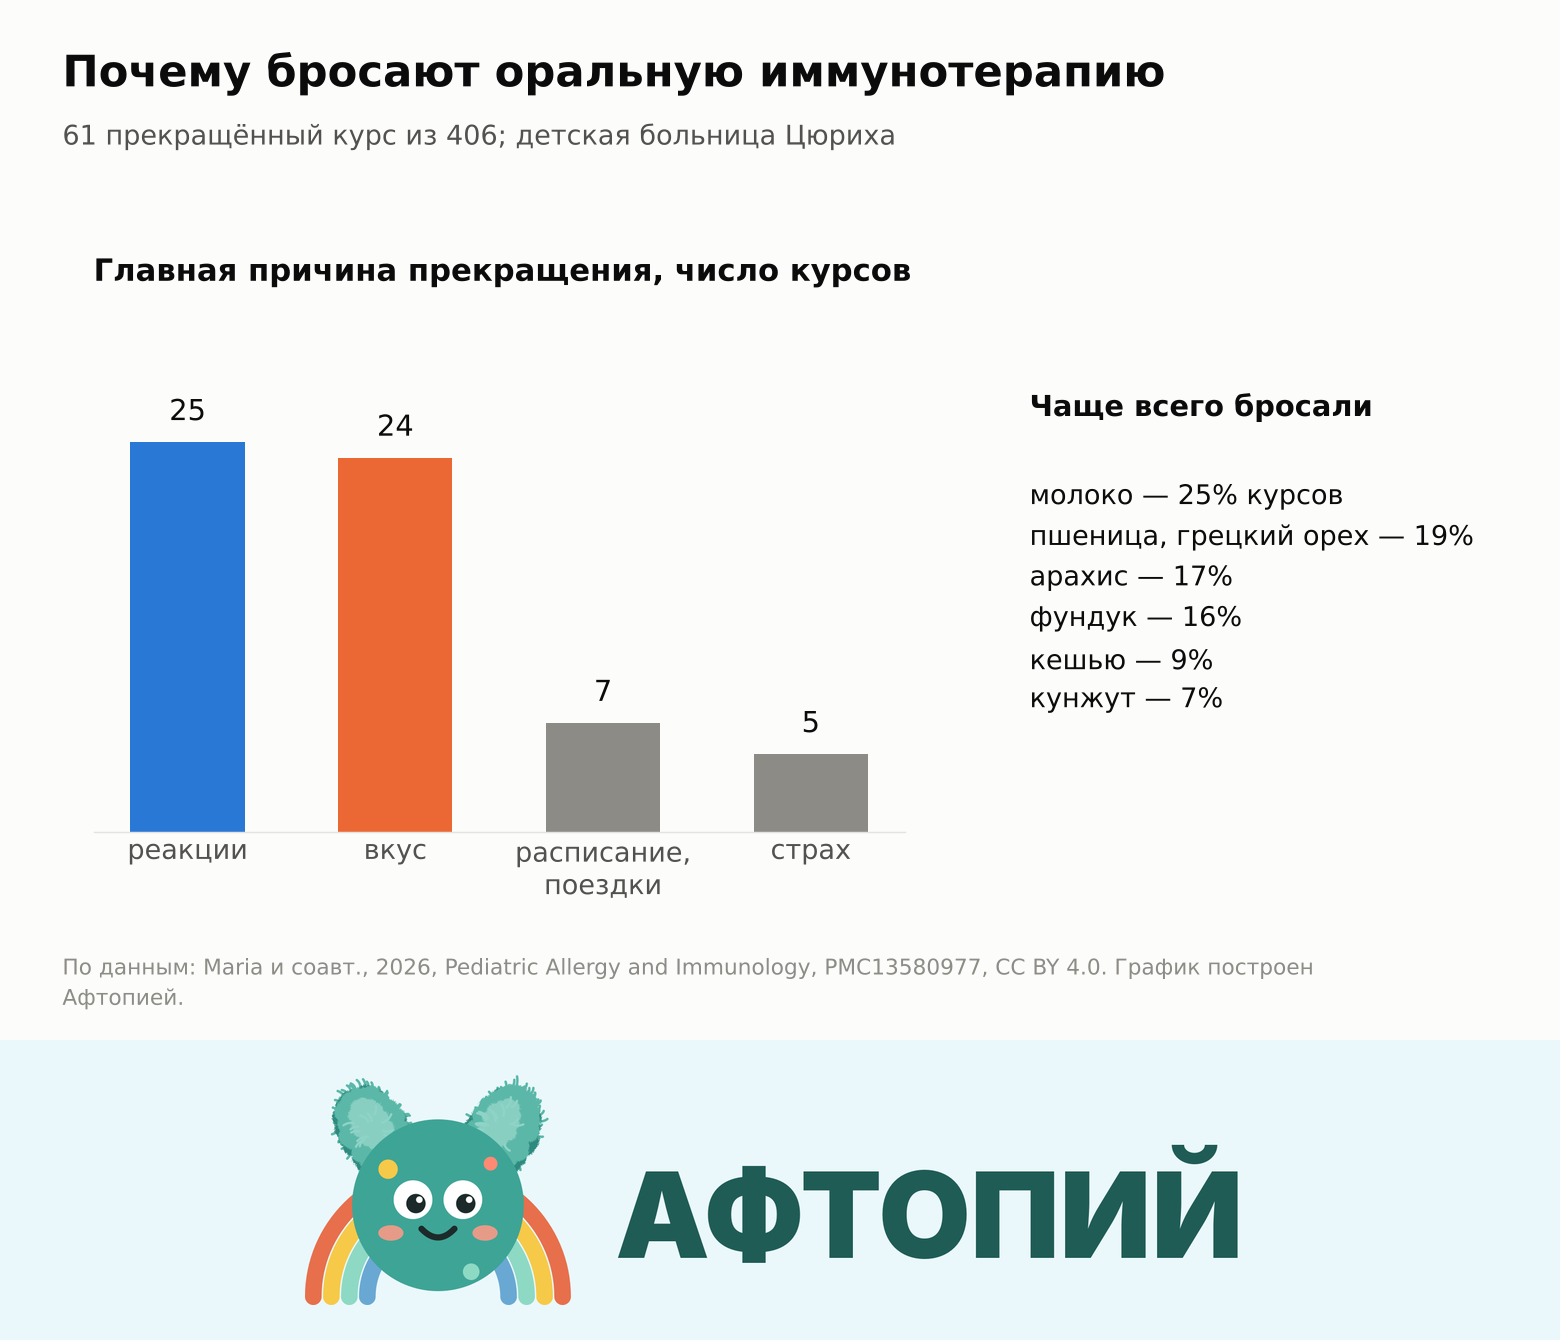 Почему бросают оральную иммунотерапию
61 прекращённый курс из 406; детская больница Цюриха
Главная причина прекращения, число курсов
25
24
7
5
реакции
вкус
расписание,
поездки
страх
Чаще всего бросали
молоко — 25% курсов
пшеница, грецкий орех — 19%
арахис — 17%
фундук — 16%
кешью — 9%
кунжут — 7%
По данным: Maria и соавт., 2026, Pediatric Allergy and Immunology, PMC13580977, CC BY 4.0. График построен
Афтопией.
АФТОПИЙ